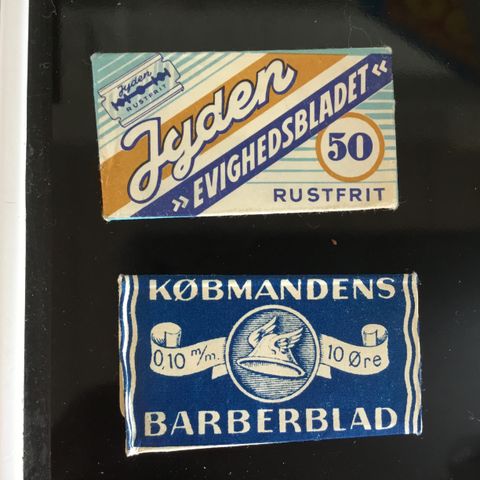 Jyden
RUSTFRIT
Jyden
»EVIGHEDSBLADET«
50
RUSTFRIT
KØBMANDENS
0,10 m/m. 10 Øre
BARBERBLAD